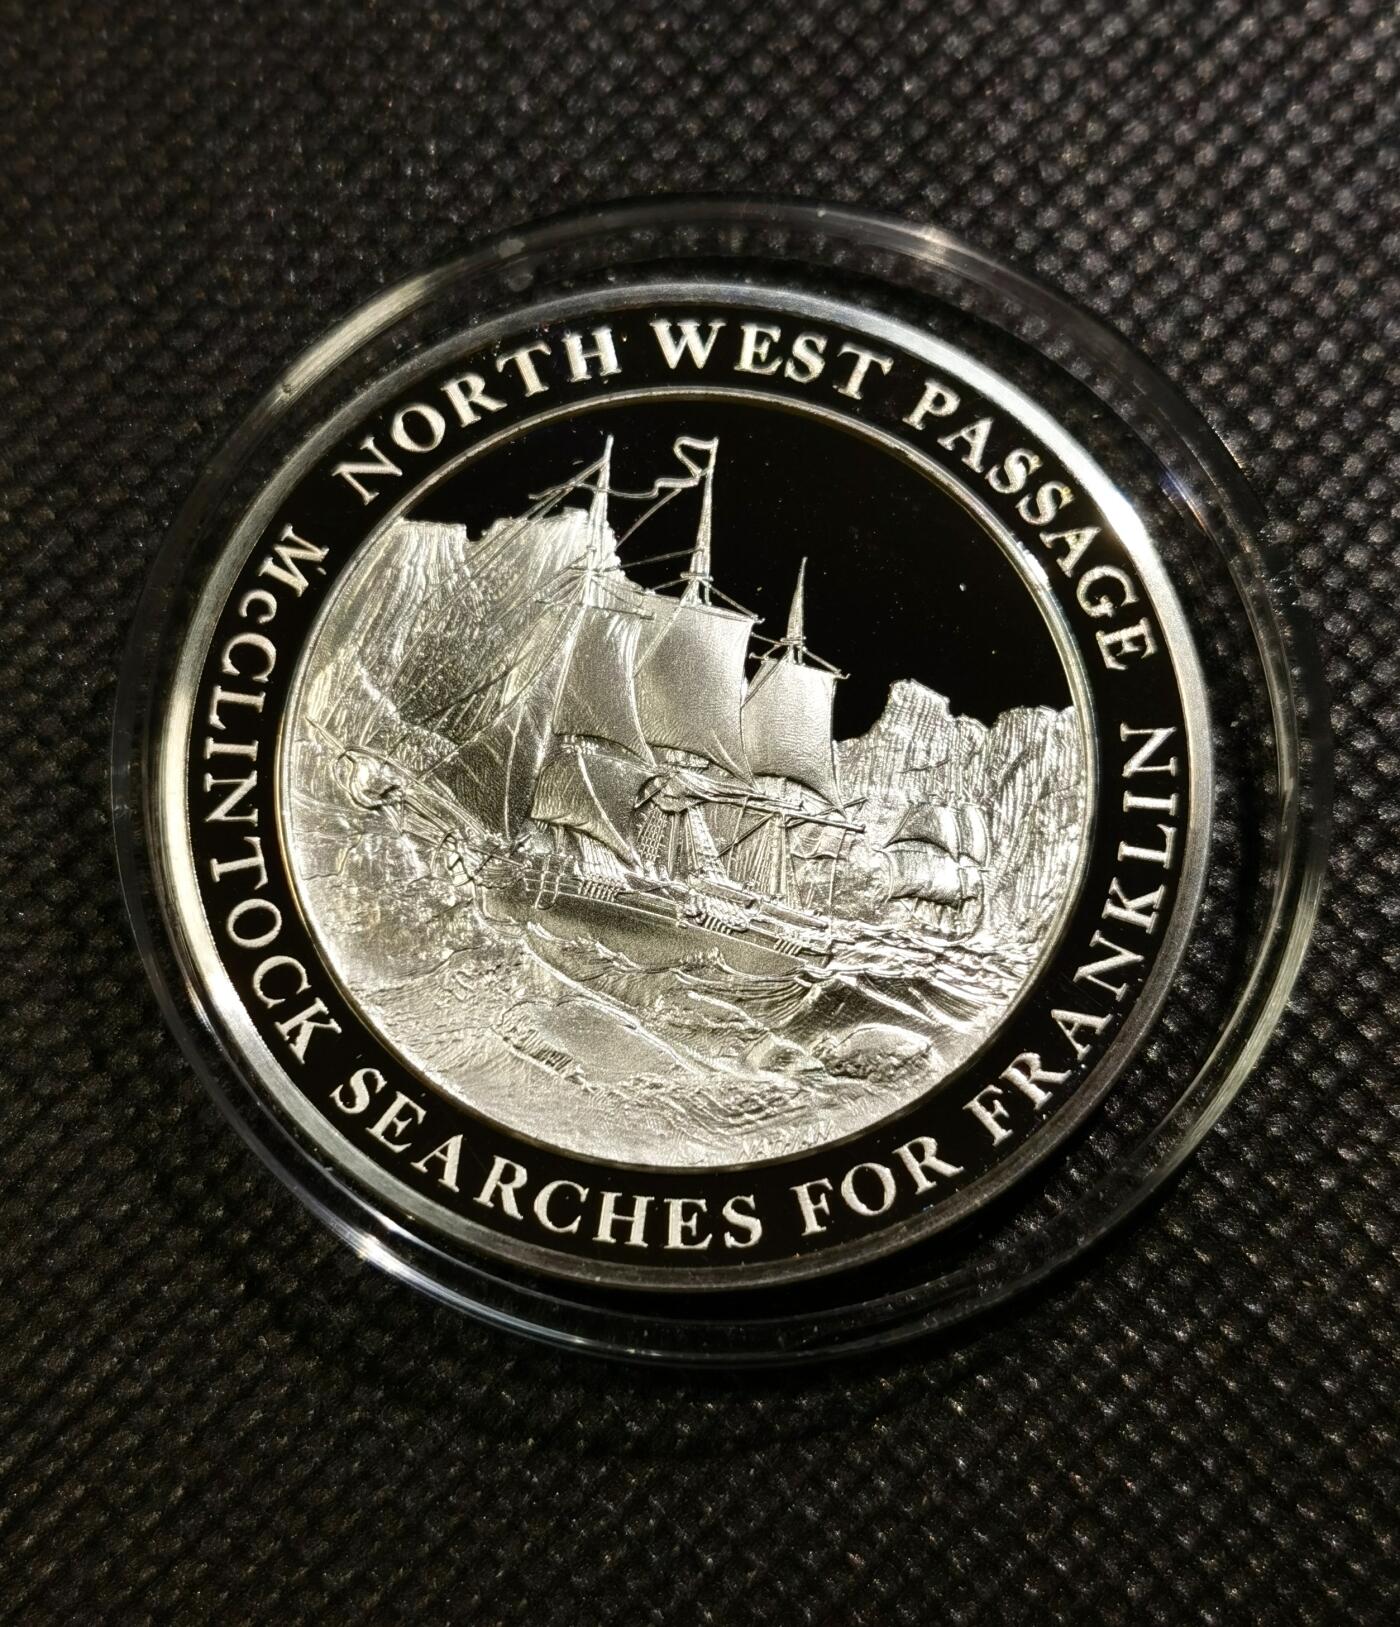 NORTH WEST PASSAGE
McCLINTOCK SEARCHES FOR FRANKLIN